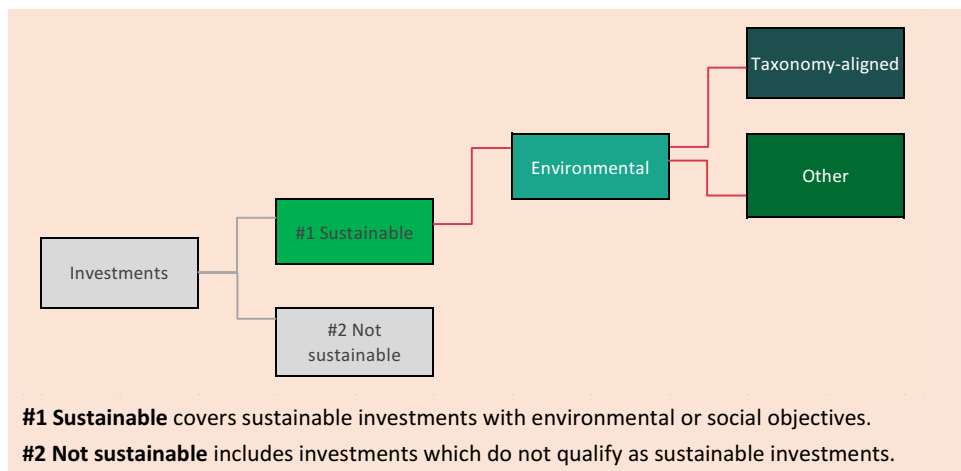 Taxonomy-aligned
Environmental
Other
#1 Sustainable
Investments
#2 Not
sustainable
#1 Sustainable covers sustainable investments with environmental or social objectives.
#2 Not sustainable includes investments which do not qualify as sustainable investments.